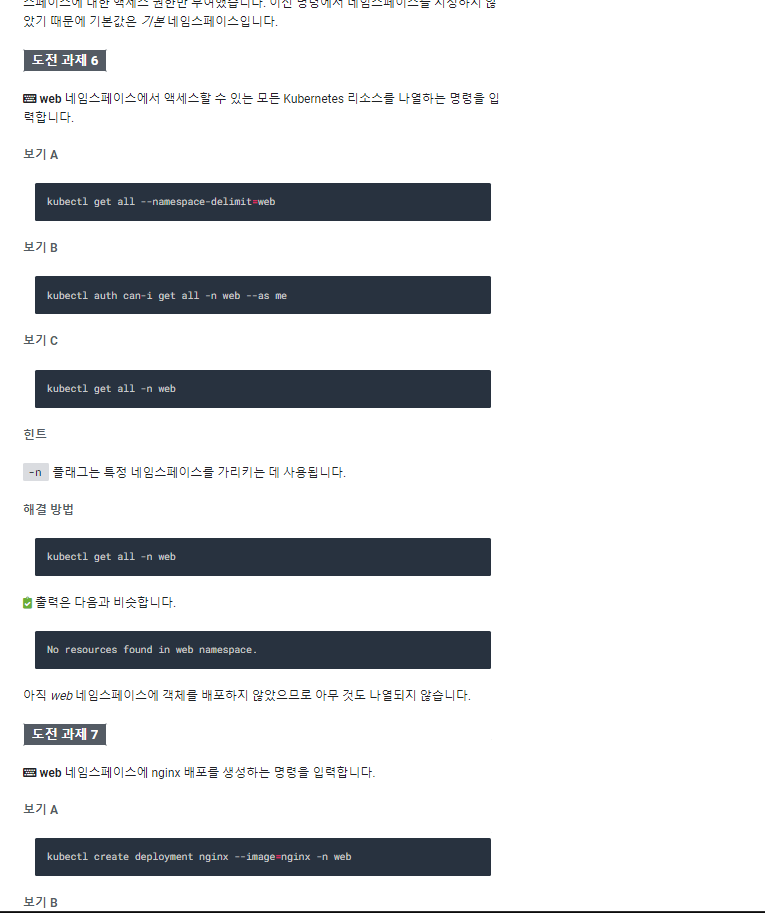 스페이스에 대한 액세스 권한만 부여했습니다. 이전 명령에서 네임스페이스를 지정하지 않
았기 때문에 기본값은 기본 네임스페이스입니다.
도전 과제 6
web 네임스페이스에서 액세스할 수 있는 모든 Kubernetes 리소스를 나열하는 명령을 입
력합니다.
보기 A
kubectl get all --namespace-delimit=web
보기 B
kubectl auth can-i get all -n web --as me
보기 C
kubectl get all -n web
힌트
-n 플래그는 특정 네임스페이스를 가리키는 데 사용됩니다.
해결 방법
kubectl get all -n web
출력은 다음과 비슷합니다.
No resources found in web namespace.
아직 web 네임스페이스에 객체를 배포하지 않았으므로 아무 것도 나열되지 않습니다.
도전 과제 7
web 네임스페이스에 nginx 배포를 생성하는 명령을 입력합니다.
보기 A
kubectl create deployment nginx --image=nginx -n web
보기 B